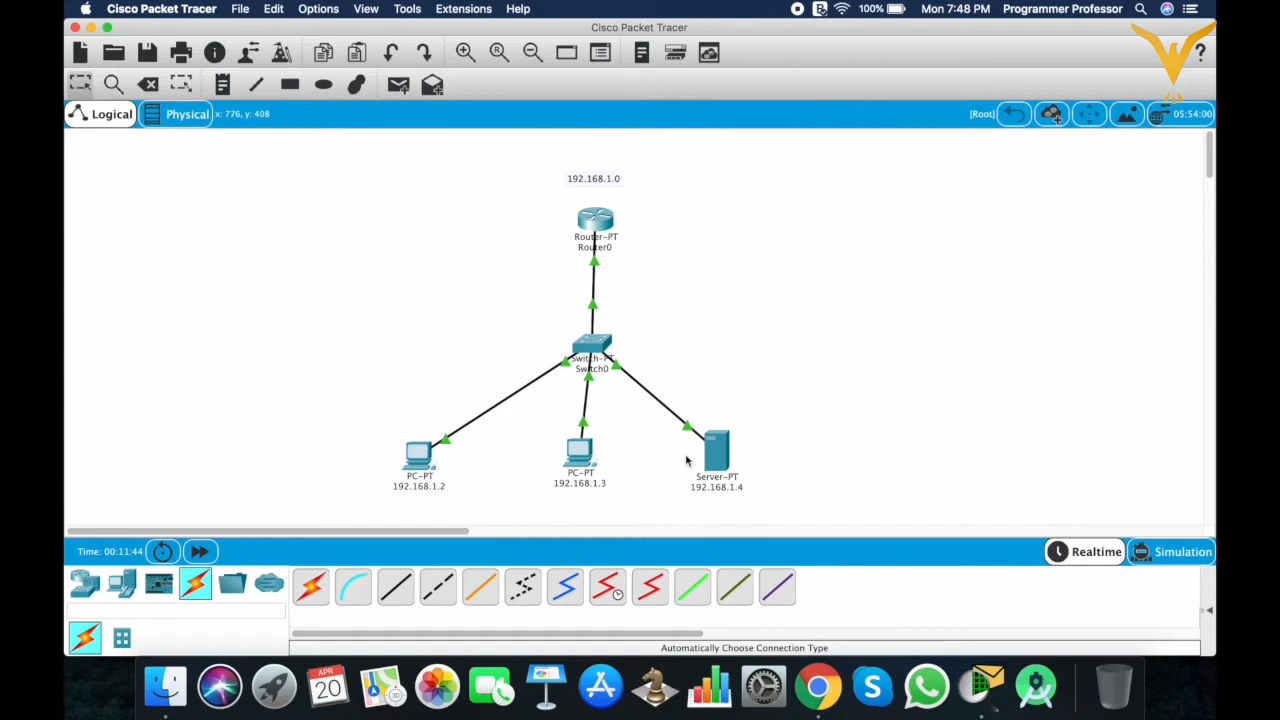 Cisco Packet Tracer File Edit Options View Tools Extensions Help 100% Mon 7:48 PM Programmer Professor
Cisco Packet Tracer
?
Logical Physical x: 776, y: 408 [Root] 05:54:00
192.168.1.0
Router-PT
Router0
Switch-PT
Switch0
PC-PT
192.168.1.2
PC-PT
192.168.1.3
Server-PT
192.168.1.4
Time: 00:11:44 Realtime Simulation
Automatically Choose Connection Type
APR
20